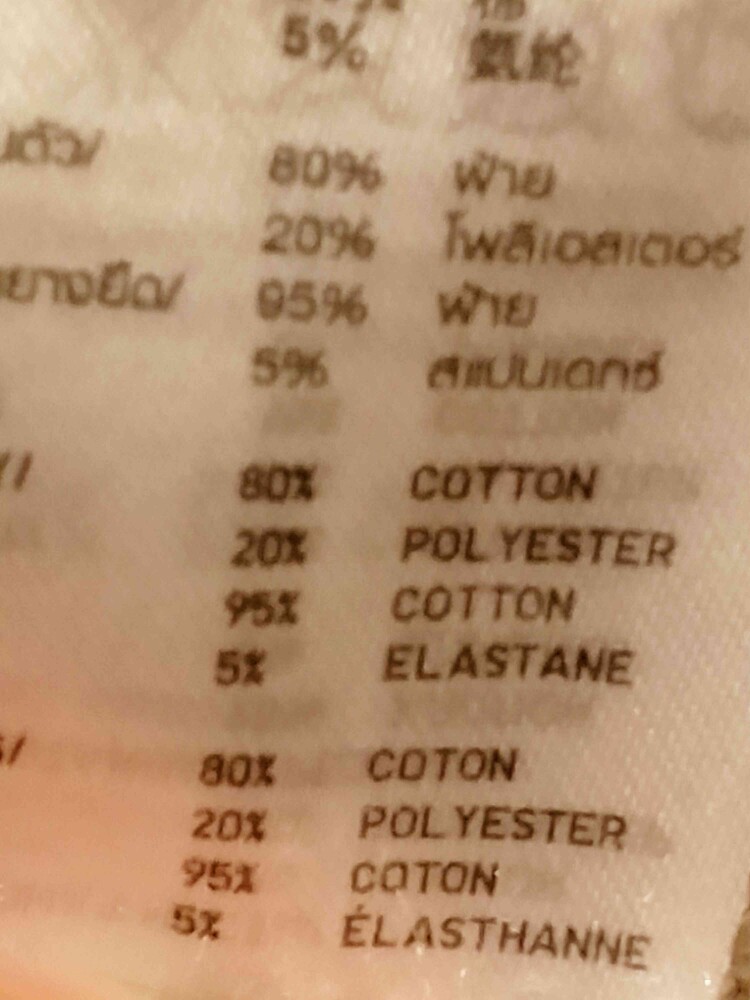 5% 氨綸
80% ฝ้าย
20% โพลีเอสเตอร์
ยางยืด/ 95% ฝ้าย
5% สแปนเดกซ์
80% COTTON
20% POLYESTER
95% COTTON
5% ELASTANE
80% COTON
20% POLYESTER
95% COTON
5% ÉLASTHANNE